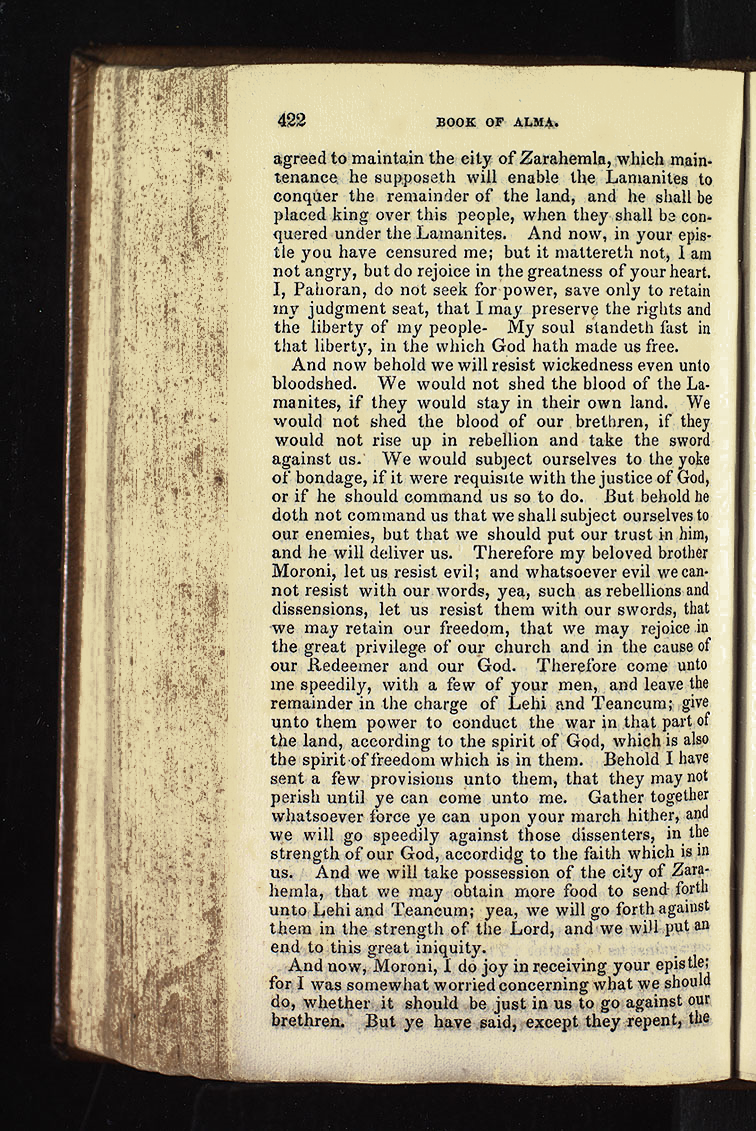 422 BOOK OF ALMA.
agreed to maintain the city of Zarahemla, which main-
tenance he supposeth will enable the Lamanites to
conquer the remainder of the land, and he shall be
placed king over this people, when they shall be con-
quered under the Lamanites. And now, in your epis-
tle you have censured me; but it mattereth not, I am
not angry, but do rejoice in the greatness of your heart.
I, Pahoran, do not seek for power, save only to retain
my judgment seat, that I may preserve the rights and
the liberty of my people- My soul standeth fast in
that liberty, in the which God hath made us free.
And now behold we will resist wickedness even unto
bloodshed. We would not shed the blood of the La-
manites, if they would stay in their own land. We
would not shed the blood of our brethren, if they
would not rise up in rebellion and take the sword
against us. We would subject ourselves to the yoke
of bondage, if it were requisite with the justice of God,
or if he should command us so to do. But behold he
doth not command us that we shall subject ourselves to
our enemies, but that we should put our trust in him,
and he will deliver us. Therefore my beloved brother
Moroni, let us resist evil; and whatsoever evil we can-
not resist with our words, yea, such as rebellions and
dissensions, let us resist them with our swords, that
we may retain our freedom, that we may rejoice in
the great privilege of our church and in the cause of
our Redeemer and our God. Therefore come unto
me speedily, with a few of your men, and leave the
remainder in the charge of Lehi and Teancum; give
unto them power to conduct the war in that part of
the land, according to the spirit of God, which is also
the spirit of freedom which is in them. Behold I have
sent a few provisions unto them, that they may not
perish until ye can come unto me. Gather together
whatsoever force ye can upon your march hither, and
we will go speedily against those dissenters, in the
strength of our God, accordidg to the faith which is in
us. And we will take possession of the city of Zara-
hemla, that we may obtain more food to send forth
unto Lehi and Teancum; yea, we will go forth against
them in the strength of the Lord, and we will put an
end to this great iniquity.
And now, Moroni, I do joy in receiving your epistle;
for I was somewhat worried concerning what we should
do, whether it should be just in us to go against our
brethren. But ye have said, except they repent, the